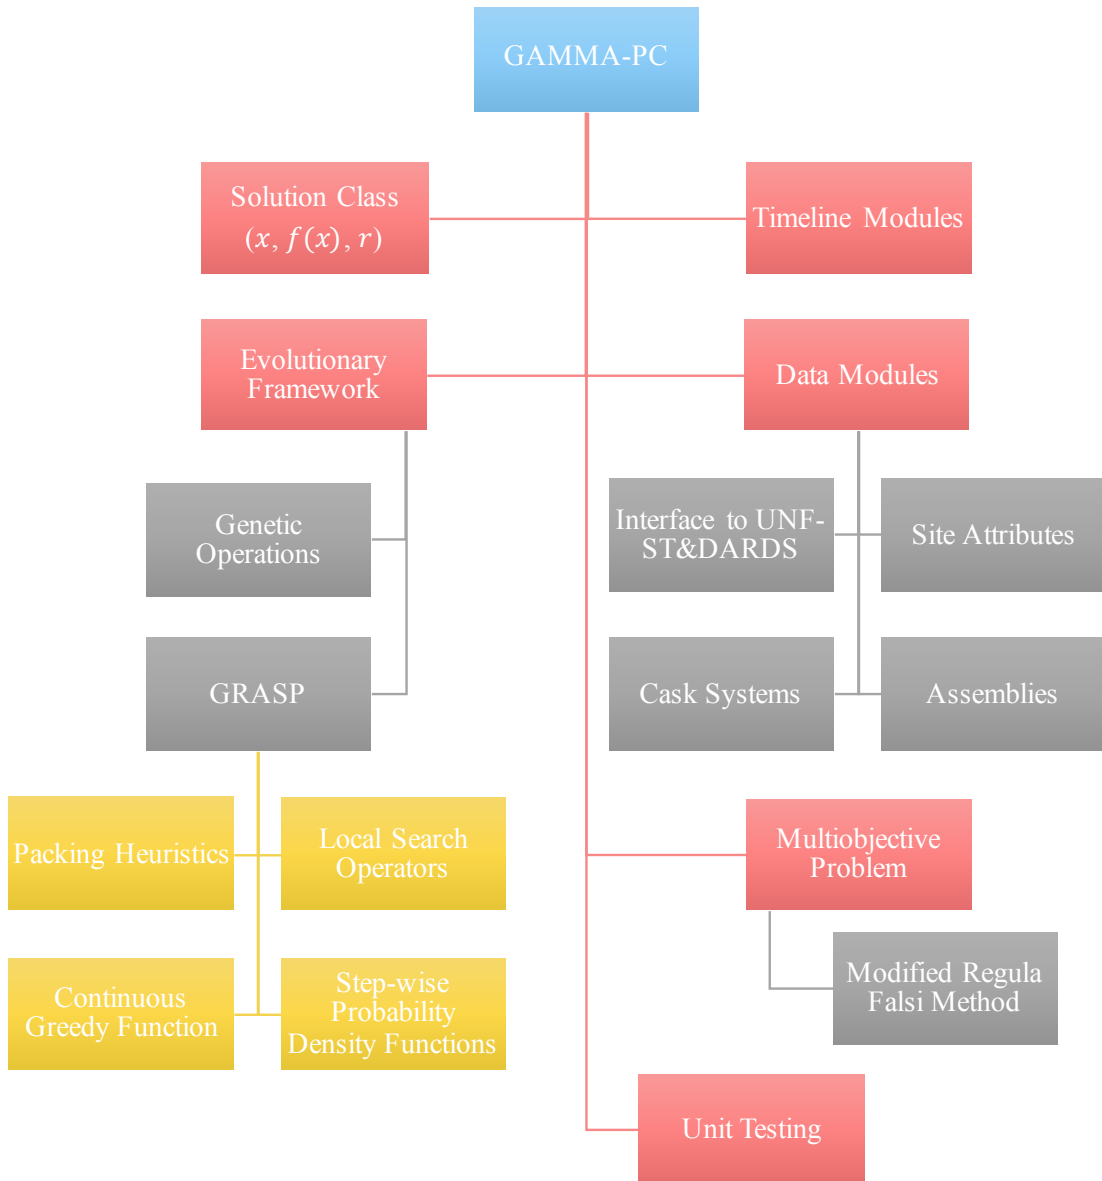 GAMMA-PC
Solution Class
(x, f(x), r)
Timeline Modules
Evolutionary
Framework
Data Modules
Genetic
Operations
Interface to UNF-
ST&DARDS
Site Attributes
GRASP
Cask Systems
Assemblies
Packing Heuristics
Local Search
Operators
Multiobjective
Problem
Continuous
Greedy Function
Step-wise
Probability
Density Functions
Modified Regula
Falsi Method
Unit Testing